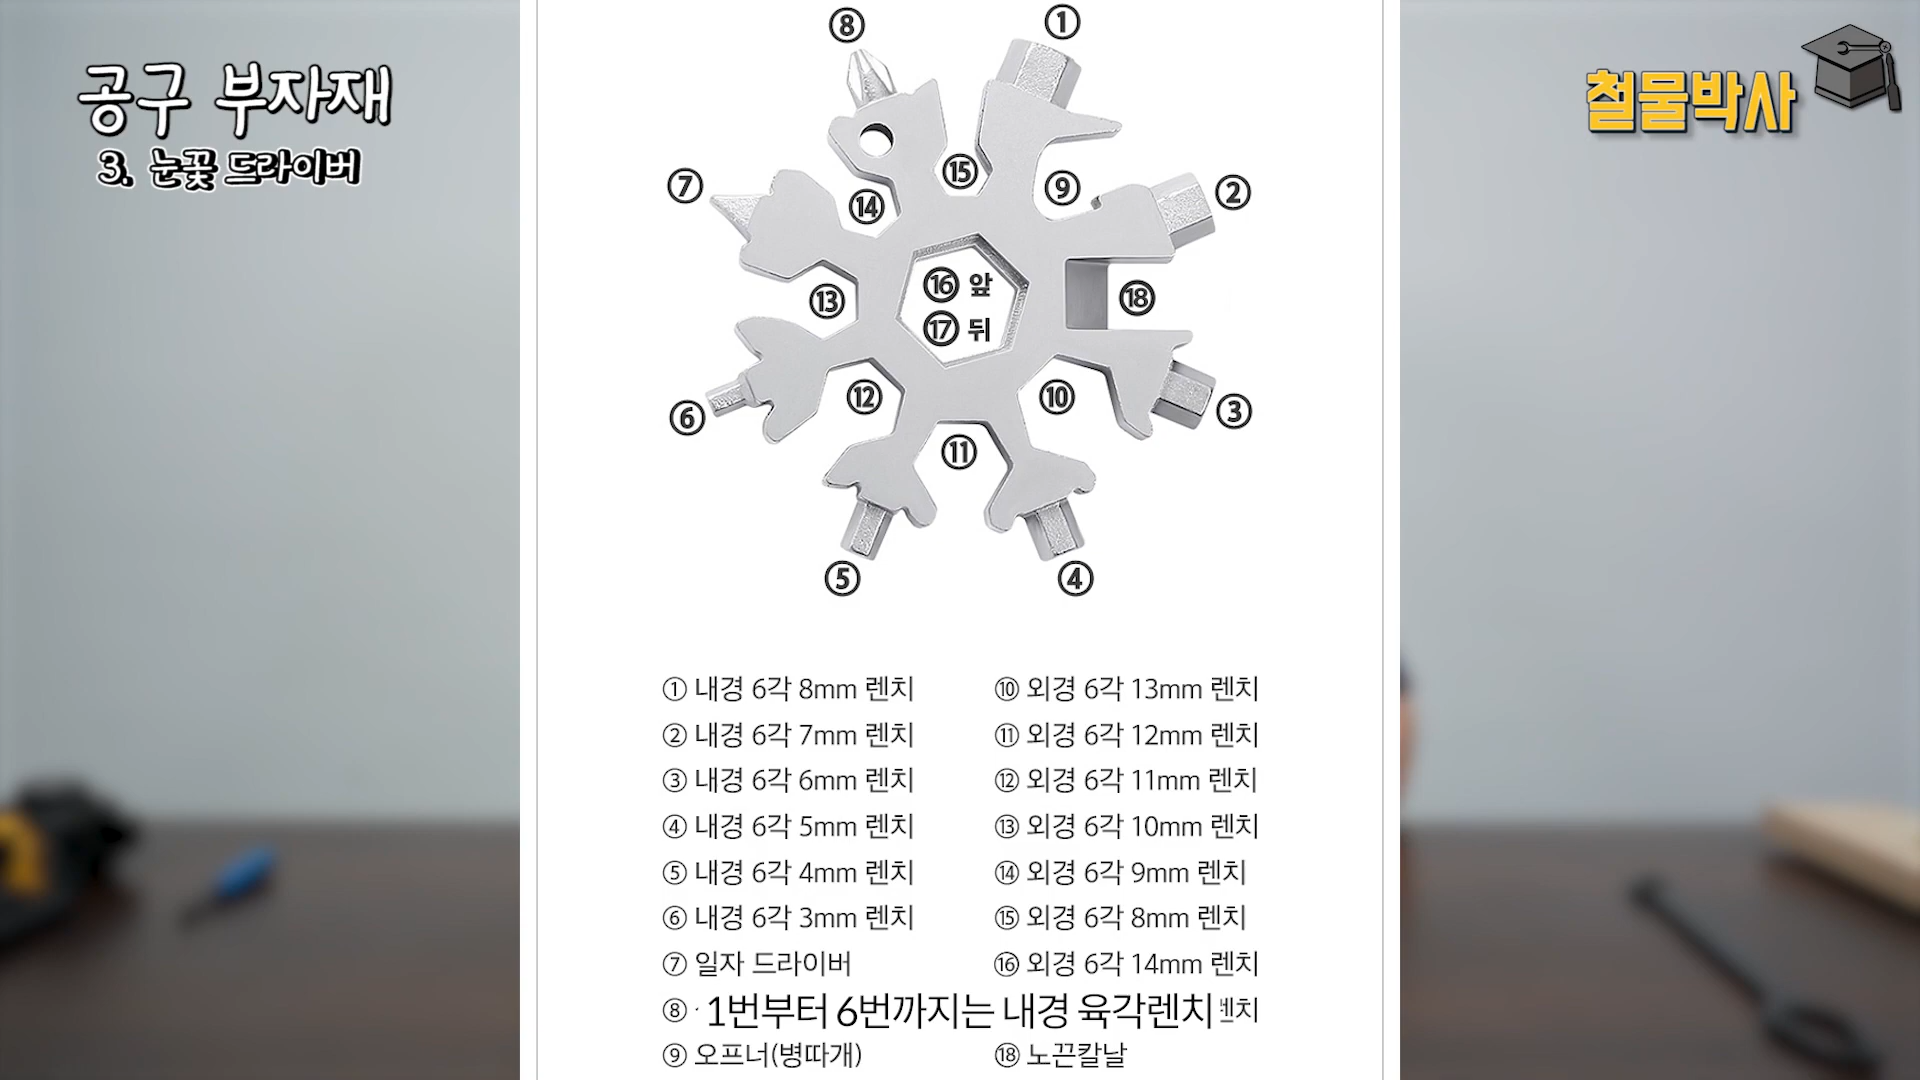 공구 부자재
3. 눈꽃 드라이버
철물박사
⑧
①
⑦
⑮
⑨
②
⑭
⑯ 앞
⑬
⑱
⑰ 뒤
⑫
⑩
⑥
③
⑪
⑤
④
① 내경 6각 8mm 렌치
② 내경 6각 7mm 렌치
③ 내경 6각 6mm 렌치
④ 내경 6각 5mm 렌치
⑤ 내경 6각 4mm 렌치
⑥ 내경 6각 3mm 렌치
⑦ 일자 드라이버
⑧
⑨ 오프너(병따개)
⑩ 외경 6각 13mm 렌치
⑪ 외경 6각 12mm 렌치
⑫ 외경 6각 11mm 렌치
⑬ 외경 6각 10mm 렌치
⑭ 외경 6각 9mm 렌치
⑮ 외경 6각 8mm 렌치
⑯ 외경 6각 14mm 렌치
⑱ 노끈칼날
1번부터 6번까지는 내경 육각렌치